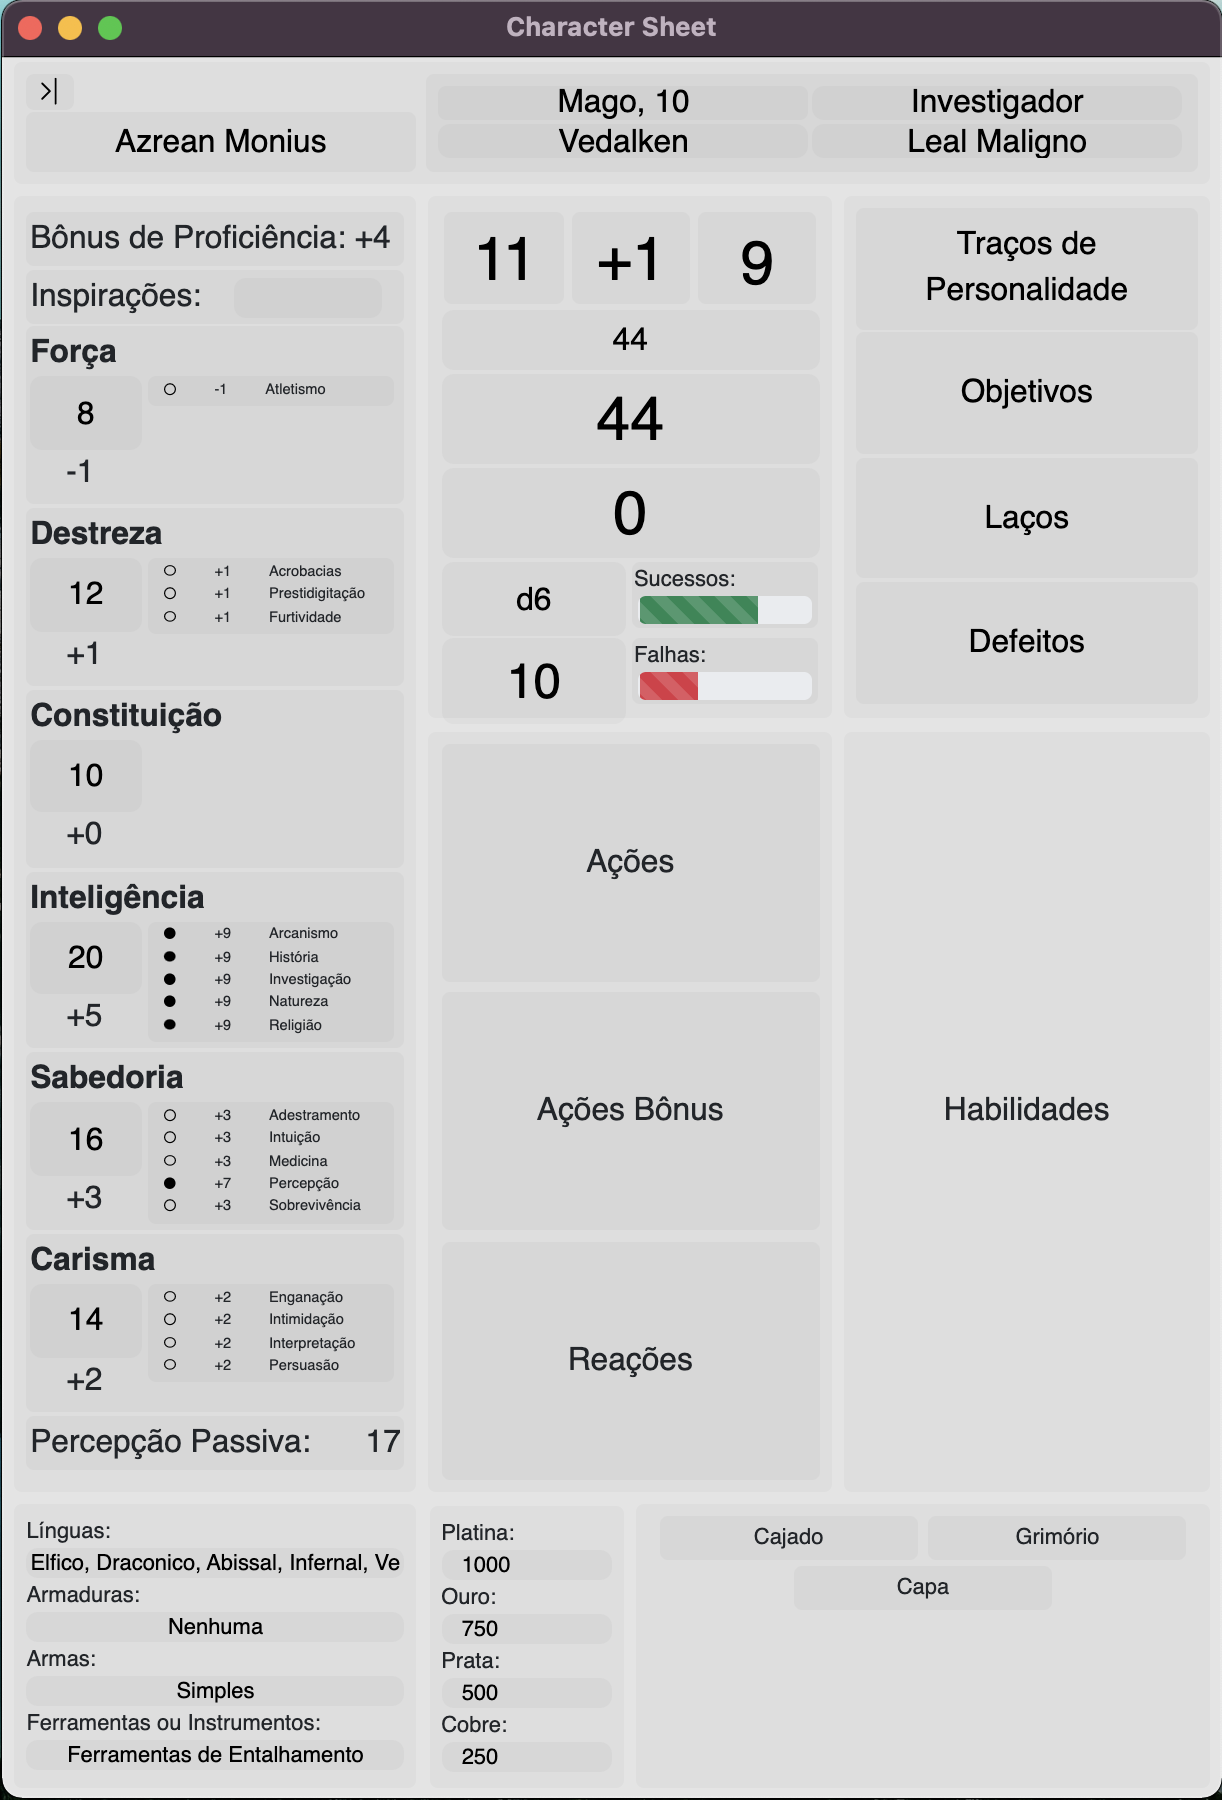 Character Sheet
>|
Azrean Monius
Mago, 10
Investigador
Vedalken
Leal Maligno
Bônus de Proficiência: +4
Inspirações:
Força
8
-1
-1 Atletismo
Destreza
12
+1
+1 Acrobacias
+1 Prestidigitação
+1 Furtividade
Constituição
10
+0
Inteligência
20
+5
+9 Arcanismo
+9 História
+9 Investigação
+9 Natureza
+9 Religião
Sabedoria
16
+3
+3 Adestramento
+3 Intuição
+3 Medicina
+7 Percepção
+3 Sobrevivência
Carisma
14
+2
+2 Enganação
+2 Intimidação
+2 Interpretação
+2 Persuasão
Percepção Passiva: 17
11 +1 9
44
44
0
d6
Sucessos:
10
Falhas:
Traços de
Personalidade
Objetivos
Laços
Defeitos
Ações
Ações Bônus
Reações
Habilidades
Línguas:
Elfico, Draconico, Abissal, Infernal, Ve
Armaduras:
Nenhuma
Armas:
Simples
Ferramentas ou Instrumentos:
Ferramentas de Entalhamento
Platina:
1000
Ouro:
750
Prata:
500
Cobre:
250
Cajado
Grimório
Capa